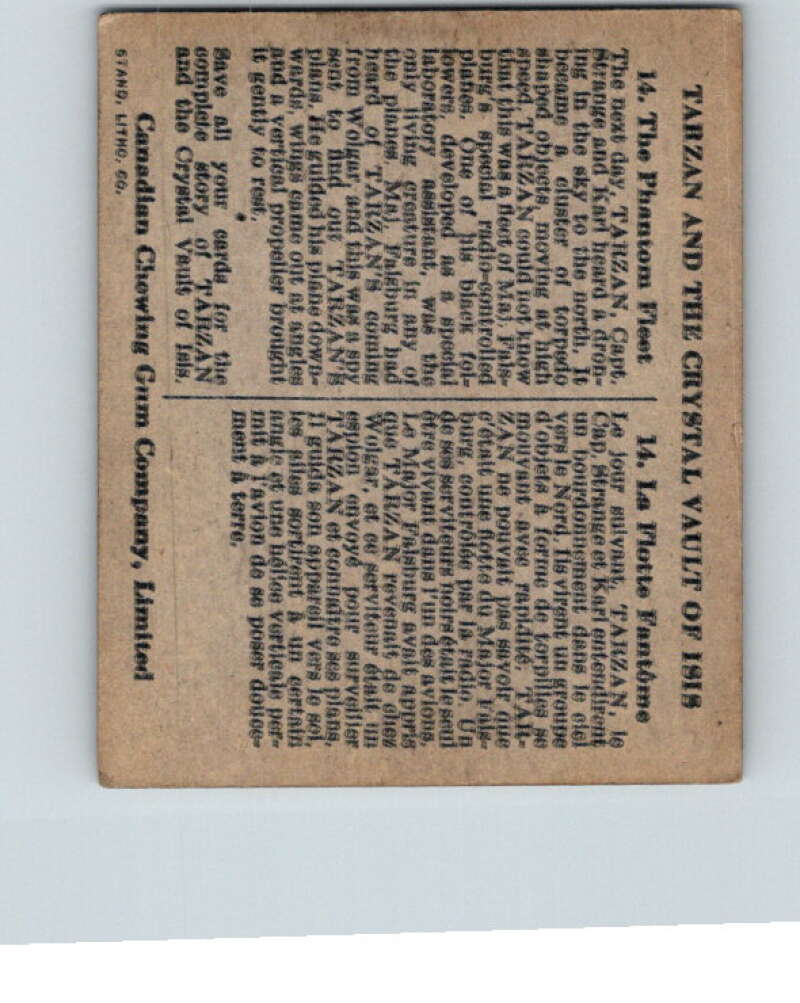 TARZAN AND THE CRYSTAL VAULT OF ISIS
14. The Phantom Fleet
The next day, TARZAN, Capt.
Strange and Karl heard a dron-
ing in the sky to the north. It
became a cluster of torpedo
shaped objects, moving at high
speed. TARZAN could not know
that this was a fleet of Maj. Fals-
burg's special radio-controlled
planes. One of his black fol-
lowers, developed as a special
laboratory assistant, was the
only living creature in any of
the planes. Maj. Falsburg had
heard of TARZAN'S coming
from Wolgar, and this was a spy
sent to find out TARZAN'S
plans. He guided his plane down-
wards, wings came out at angles
and a vertical propeller brought
it gently to rest.
Save all your cards for the
complete story of TARZAN
and the Crystal Vault of Isis.
14. La Flotte Fantôme
Le jour suivant, TARZAN, le
Cap. Strange et Karl entendirent
un bourdonnement dans le ciel
vers le Nord. Ils virent un groupe
d'objets à forme de torpilles se
mouvant avec rapidité. TAR-
ZAN ne pouvait pas savoir que
c'était une flotte du Major Fals-
burg, contrôlée par la radio. Un
de ses serviteurs noirs était le seul
être vivant dans l'un des avions.
Le Major Falsburg avait appris
que TARZAN revenait de chez
Wolgar, et ce serviteur était un
espion envoyé pour surveiller
TARZAN et connaître ses plans.
Il guida son appareil vers le sol,
les ailes sortirent à un certain
angle et une hélice verticale per-
mit à l'avion de se poser douce-
ment à terre.
Canadian Chewing Gum Company, Limited
STAND. LITHO. CO.